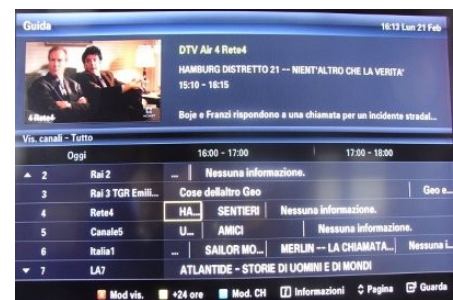 Guida
16:13 Lun 21 Feb
DTV Air 4 Rete4
HAMBURG DISTRETTO 21 -- NIENT'ALTRO CHE LA VERITA'
15:10 - 16:15
Boje e Franzi rispondono a una chiamata per un incidente stradal...
4 Rete4
Vis. canali - Tutto
Oggi 16:00 - 17:00 17:00 - 18:00
2 Rai 2 ... Nessuna informazione.
3 Rai 3 TGR Emili... Cose dellaltro Geo Geo e...
4 Rete4 HA... SENTIERI Nessuna informazione.
5 Canale5 U... AMICI Nessuna informazione.
6 Italia1 ... SAILOR MO... MERLIN -- LA CHIAMATA... Nessuna i...
7 LA7 ATLANTIDE - STORIE DI UOMINI E DI MONDI
Mod vis. +24 ore Mod. CH Informazioni Pagina Guarda